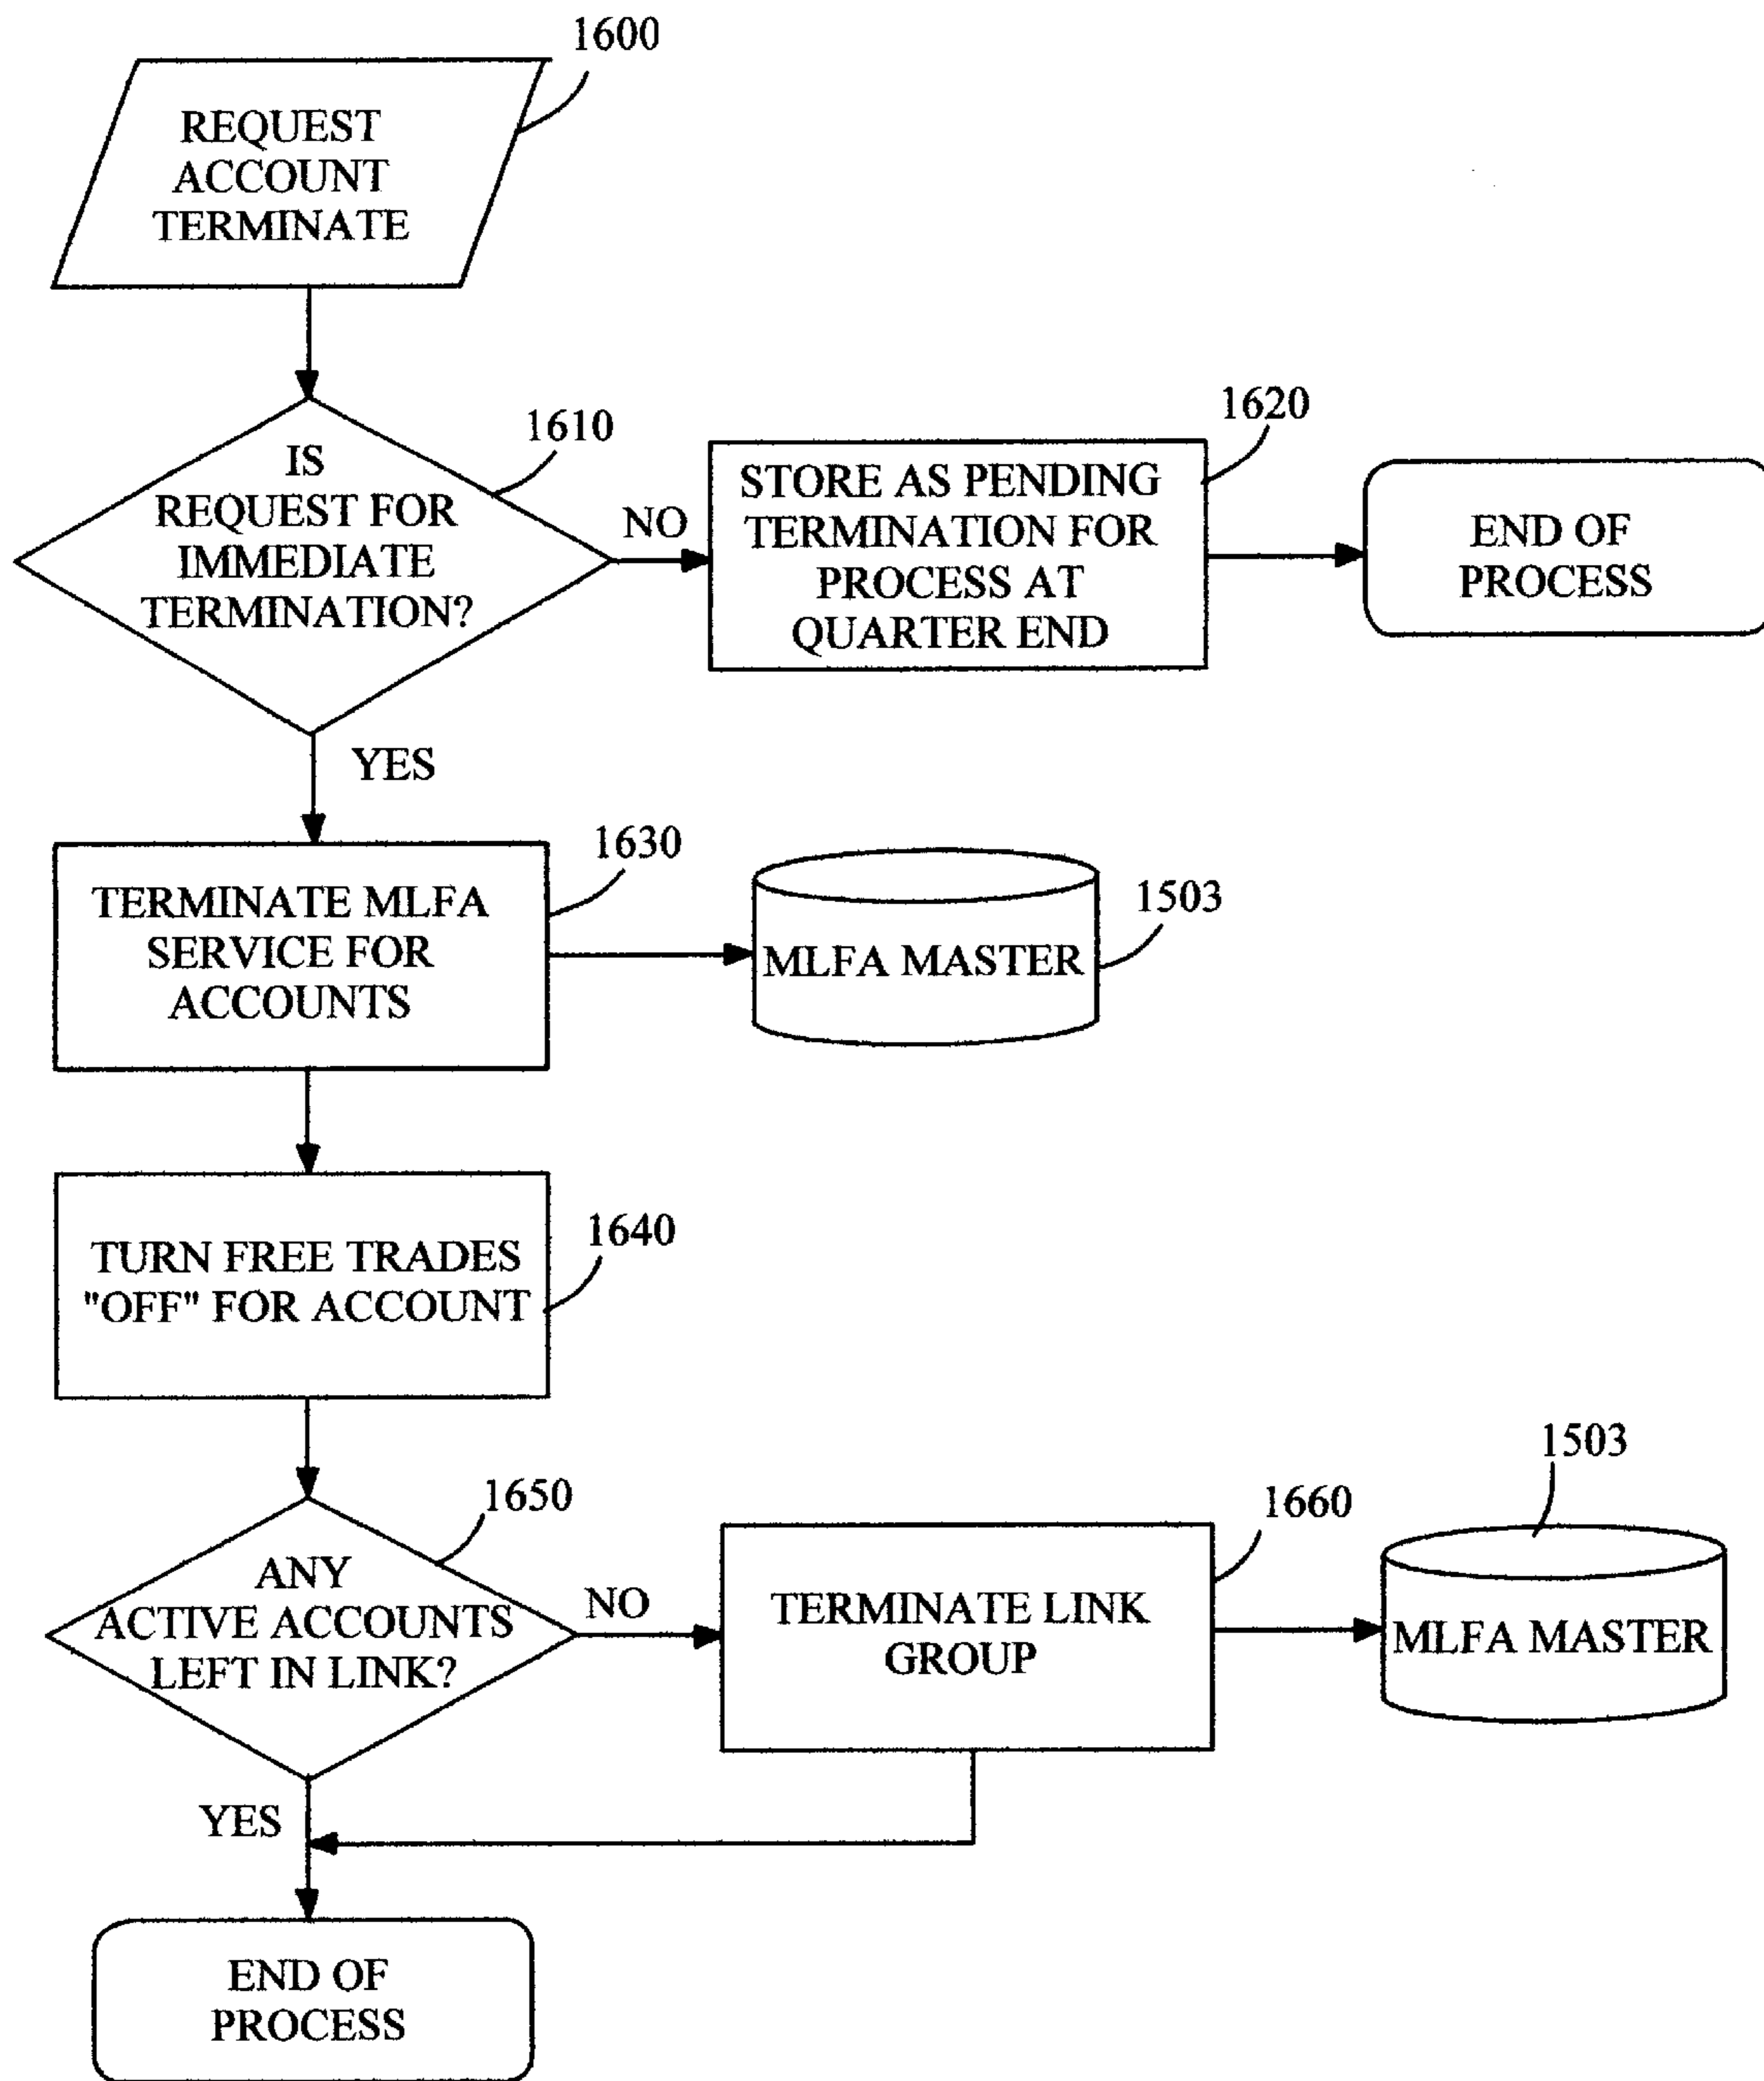 1600
REQUEST
ACCOUNT
TERMINATE
1610
IS
REQUEST FOR
IMMEDIATE
TERMINATION?
NO
1620
STORE AS PENDING
TERMINATION FOR
PROCESS AT
QUARTER END
END OF
PROCESS
YES
1630
TERMINATE MLFA
SERVICE FOR
ACCOUNTS
1503
MLFA MASTER
1640
TURN FREE TRADES
"OFF" FOR ACCOUNT
1650
ANY
ACTIVE ACCOUNTS
LEFT IN LINK?
NO
1660
TERMINATE LINK
GROUP
1503
MLFA MASTER
YES
END OF
PROCESS